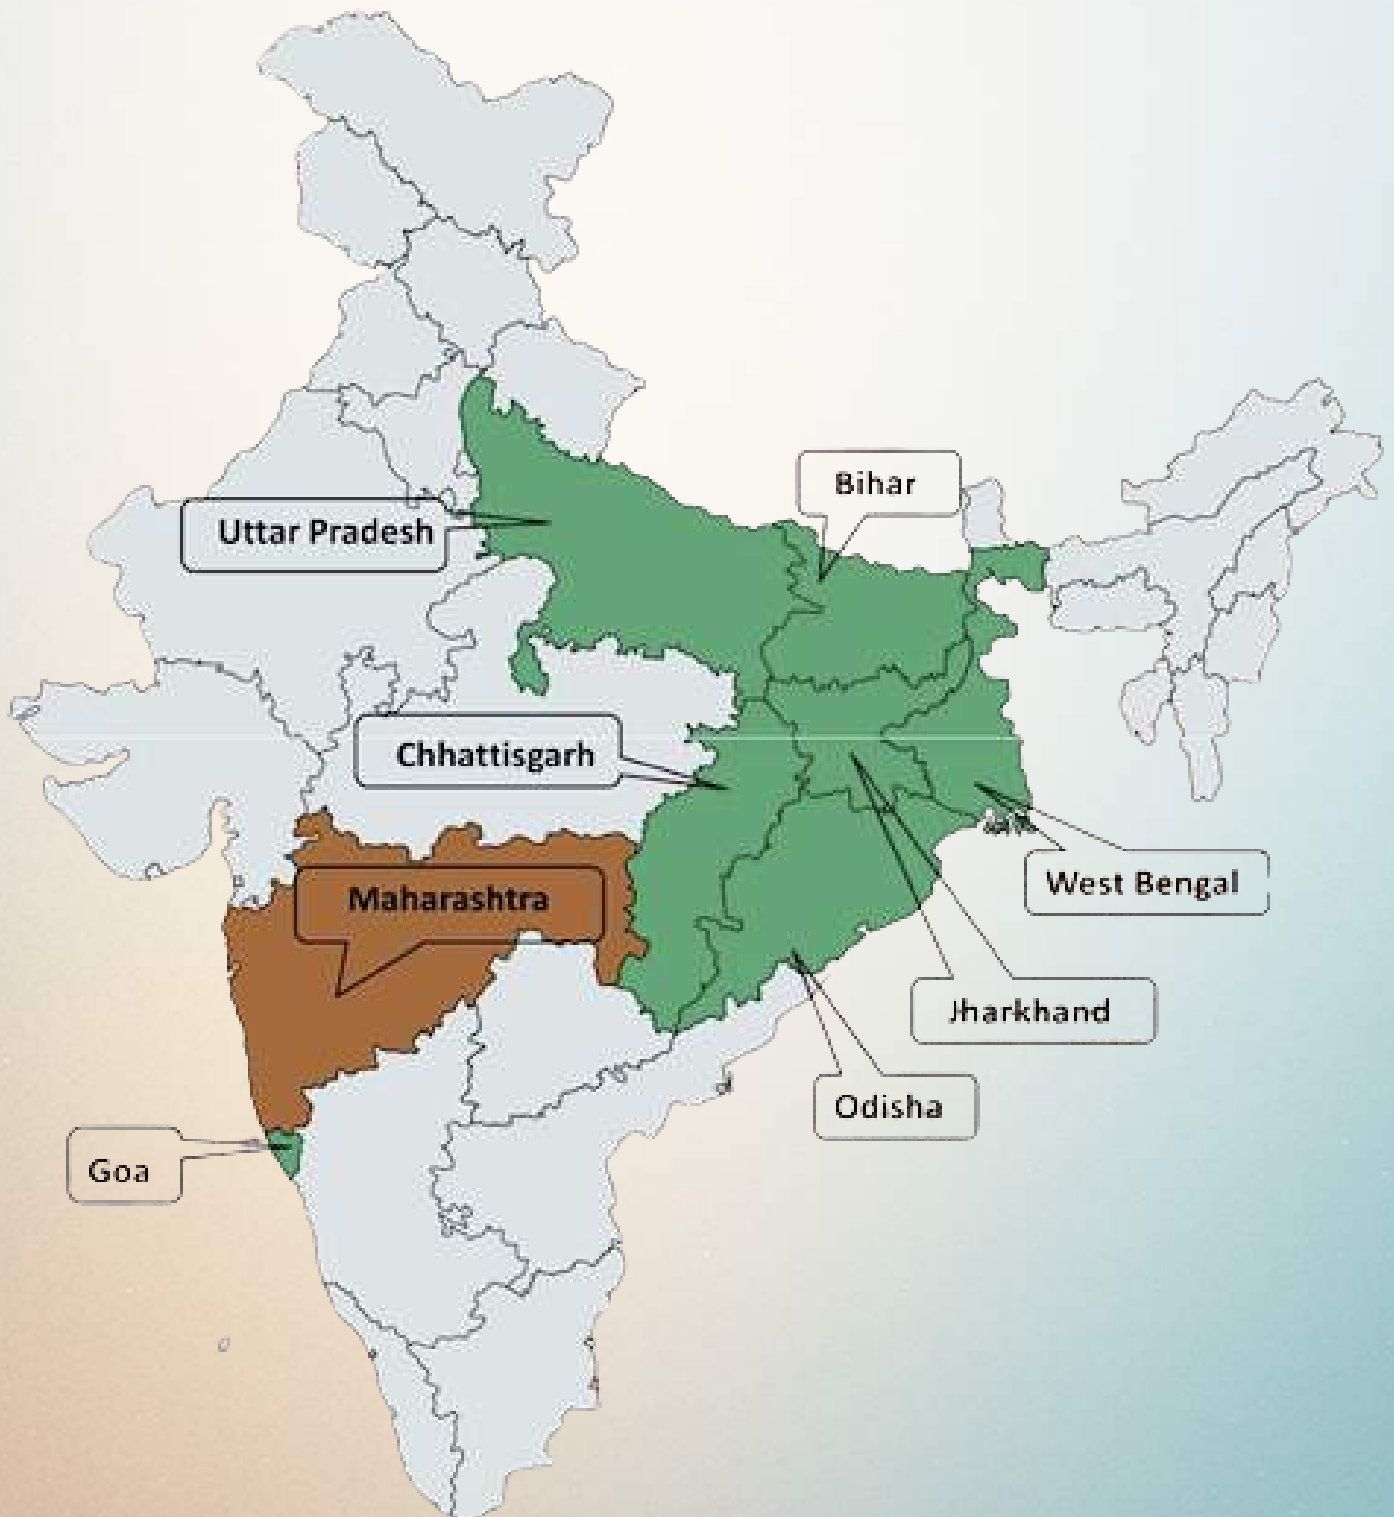 Bihar
Uttar Pradesh
Chhattisgarh
West Bengal
Maharashtra
Jharkhand
Odisha
Goa